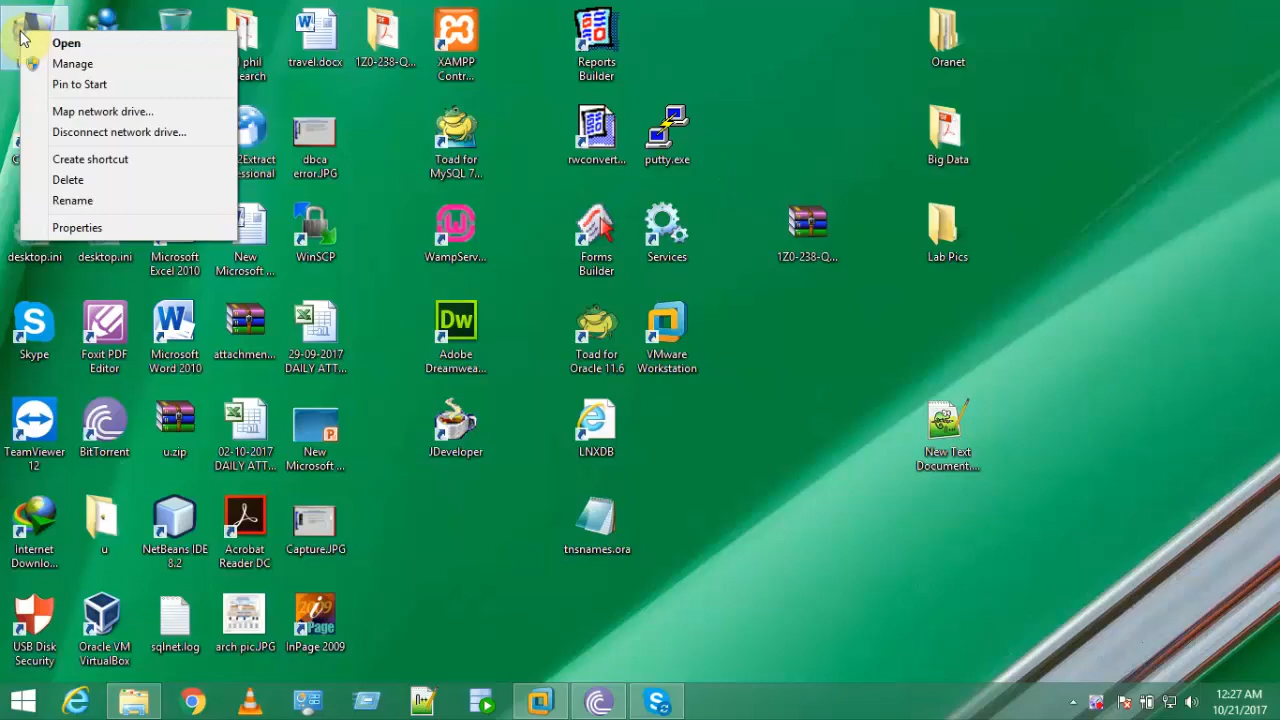 Open
Manage
Pin to Start
Map network drive...
Disconnect network drive...
Create shortcut
Delete
Rename
Properties
phil
travel.docx
1Z0-238-Q...
XAMPP
Contr...
Reports
Builder
Oranet
dbca
error.JPG
Toad for
MySQL 7...
rwconvert...
putty.exe
Big Data
desktop.ini
desktop.ini
Microsoft
Excel 2010
New
Microsoft ...
WinSCP
WampServ...
Forms
Builder
Services
1Z0-238-Q...
Lab Pics
Skype
Foxit PDF
Editor
Microsoft
Word 2010
attachmen...
29-09-2017
DAILY ATT...
Adobe
Dreamwea...
Toad for
Oracle 11.6
VMware
Workstation
TeamViewer
12
BitTorrent
u.zip
02-10-2017
DAILY ATT...
New
Microsoft ...
JDeveloper
LNXDB
New Text
Document....
Internet
Downlo...
u
NetBeans IDE
8.2
Acrobat
Reader DC
Capture.JPG
tnsnames.ora
USB Disk
Security
Oracle VM
VirtualBox
sqlnet.log
arch pic.JPG
InPage 2009
12:27 AM
10/21/2017